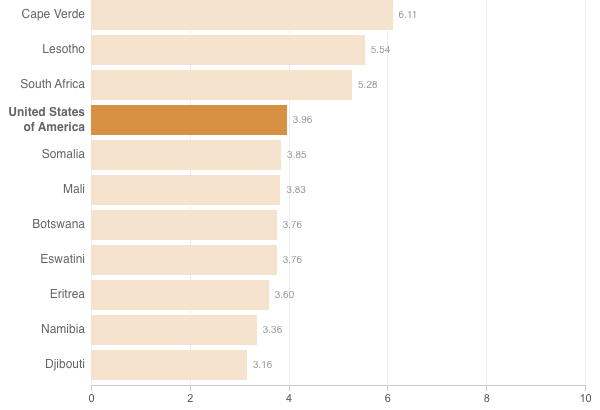 Cape Verde 6.11
Lesotho 5.54
South Africa 5.28
United States
of America 3.96
Somalia 3.85
Mali 3.83
Botswana 3.76
Eswatini 3.76
Eritrea 3.60
Namibia 3.36
Djibouti 3.16
0 2 4 6 8 10